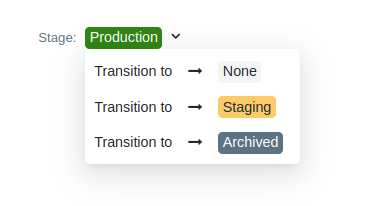 Stage: Production
Transition to → None
Transition to → Staging
Transition to → Archived